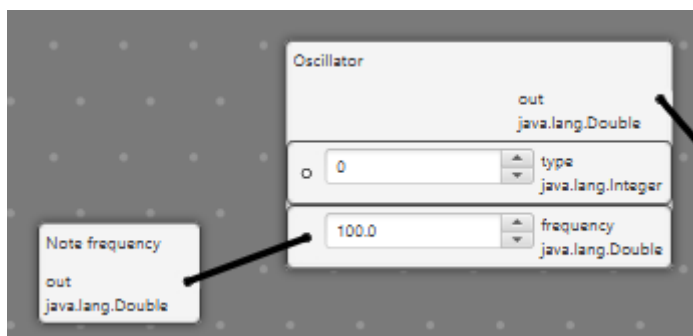 Oscillator
out
java.lang.Double
0
type
java.lang.Integer
100.0
frequency
java.lang.Double
Note frequency
out
java.lang.Double